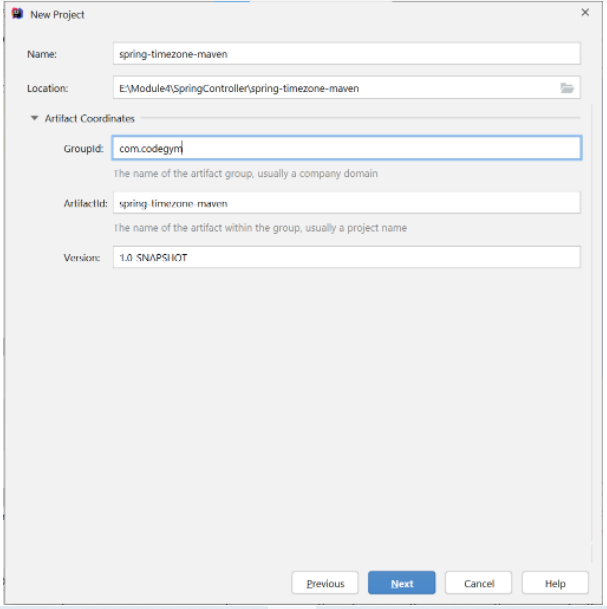 New Project
Name: spring-timezone-maven
Location: E:\Module4\SpringController\spring-timezone-maven
Artifact Coordinates
GroupId: com.codegym
The name of the artifact group, usually a company domain
ArtifactId: spring-timezone-maven
The name of the artifact within the group, usually a project name
Version: 1.0-SNAPSHOT
Previous Next Cancel Help